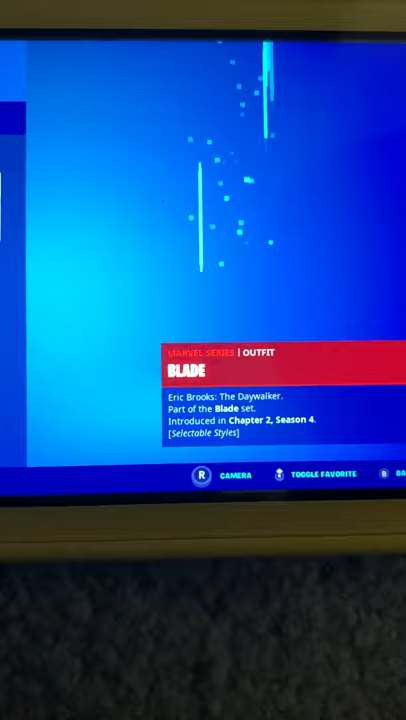 MARVEL SERIES | OUTFIT
BLADE
Eric Brooks: The Daywalker.
Part of the Blade set.
Introduced in Chapter 2, Season 4.
[Selectable Styles]
R CAMERA TOGGLE FAVORITE B BA